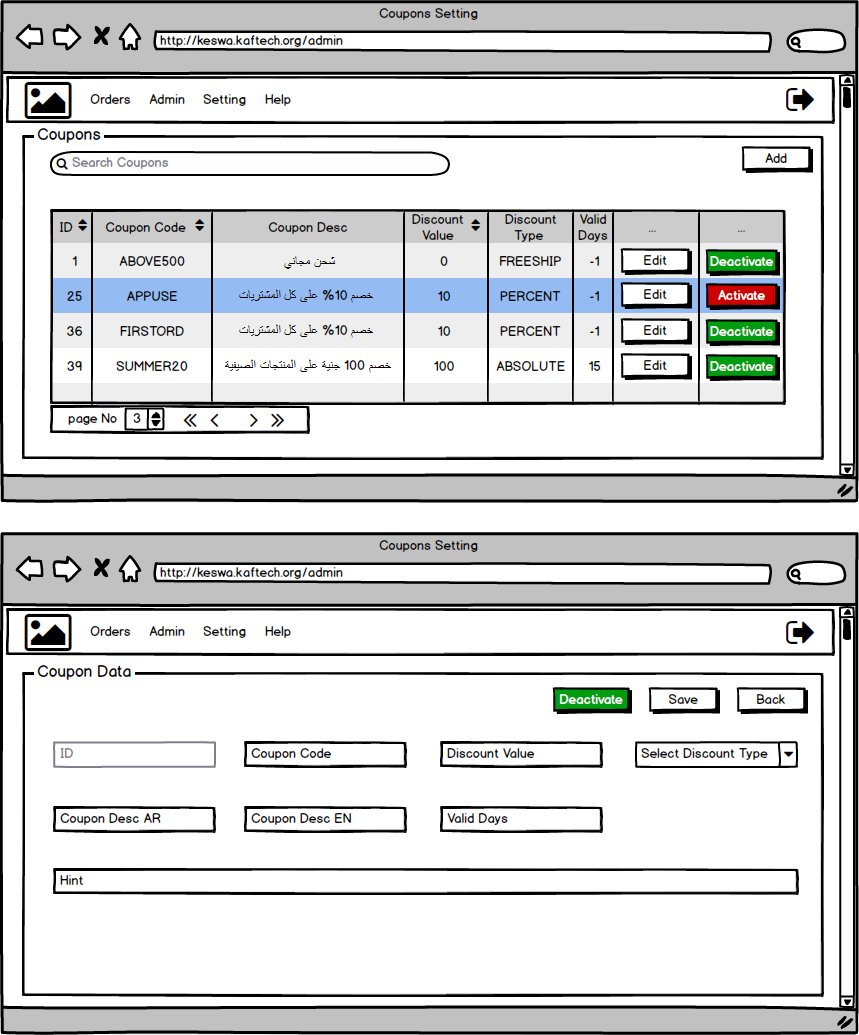 Coupons Setting
http://keswa.kaftech.org/admin
Orders Admin Setting Help
Coupons
Search Coupons
Add
ID Coupon Code Coupon Desc Discount Value Discount Type Valid Days ... ...
1 ABOVE500 شحن مجاني 0 FREESHIP -1 Edit Deactivate
25 APPUSE خصم 10% على كل المشتريات 10 PERCENT -1 Edit Activate
36 FIRSTORD خصم 10% على كل المشتريات 10 PERCENT -1 Edit Deactivate
39 SUMMER20 خصم 100 جنية على المنتجات الصيفية 100 ABSOLUTE 15 Edit Deactivate
page No 3
Coupons Setting
http://keswa.kaftech.org/admin
Orders Admin Setting Help
Coupon Data
Deactivate Save Back
ID Coupon Code Discount Value Select Discount Type
Coupon Desc AR Coupon Desc EN Valid Days
Hint